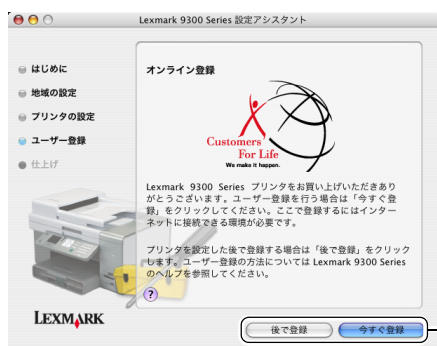 Lexmark 9300 Series 設定アシスタント
はじめに
地域の設定
プリンタの設定
ユーザー登録
仕上げ
オンライン登録
Customers
For Life
We make it happen.
Lexmark 9300 Series プリンタをお買い上げいただきあり
がとうございます。ユーザー登録を行う場合は「今すぐ登
録」をクリックしてください。ここで登録するにはインター
ネットに接続できる環境が必要です。
プリンタを設定した後で登録する場合は「後で登録」をクリック
します。ユーザー登録の方法については Lexmark 9300 Series
のヘルプを参照してください。
?
LEXMARK
後で登録
今すぐ登録